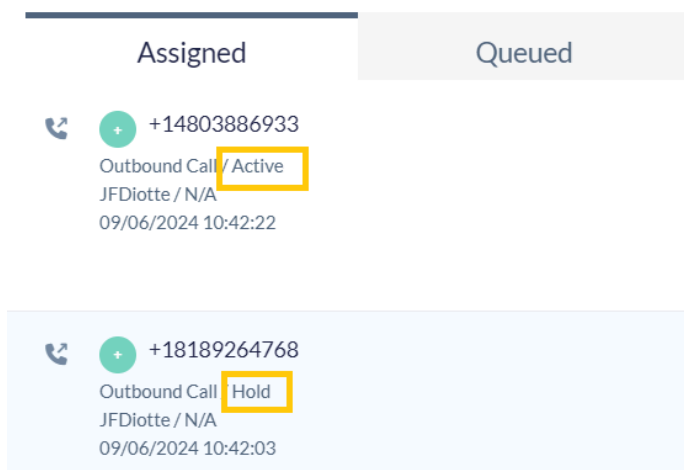 Assigned
Queued
+14803886933
Outbound Call / Active
JFDiotte / N/A
09/06/2024 10:42:22
+18189264768
Outbound Call / Hold
JFDiotte / N/A
09/06/2024 10:42:03